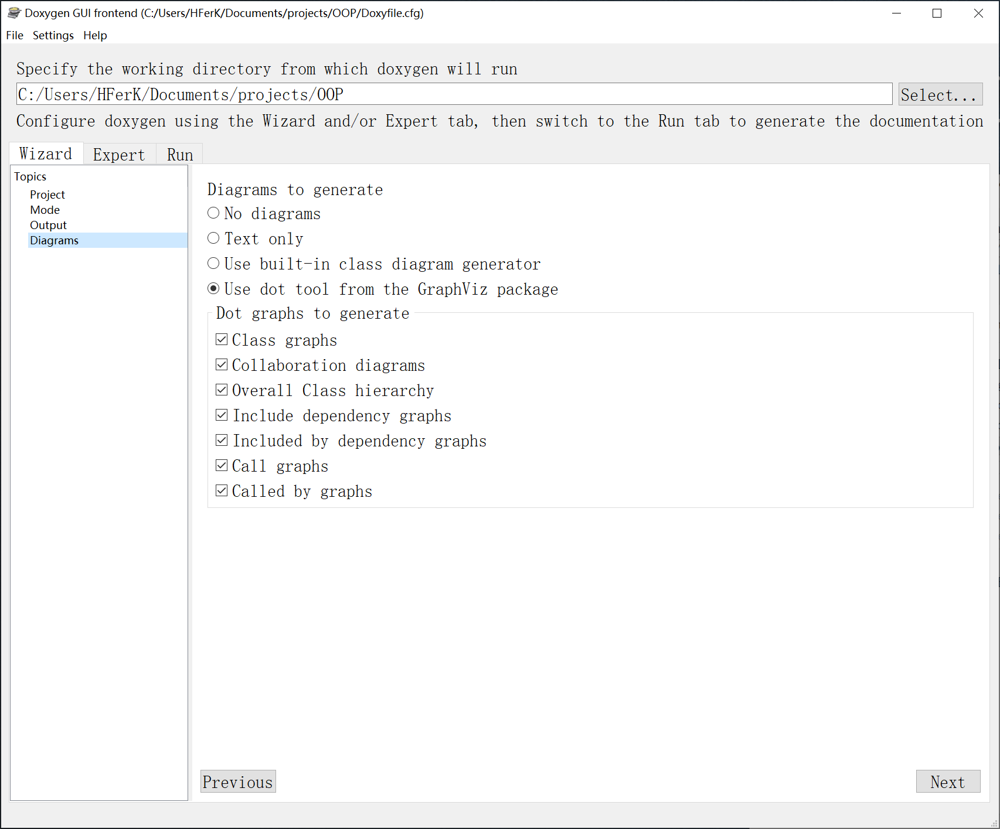 Doxygen GUI frontend (C:/Users/HFerK/Documents/projects/OOP/Doxyfile.cfg)
File Settings Help
Specify the working directory from which doxygen will run
C:/Users/HFerK/Documents/projects/OOP Select...
Configure doxygen using the Wizard and/or Expert tab, then switch to the Run tab to generate the documentation
Wizard Expert Run
Topics
Project
Mode
Output
Diagrams
Diagrams to generate
No diagrams
Text only
Use built-in class diagram generator
Use dot tool from the GraphViz package
Dot graphs to generate
Class graphs
Collaboration diagrams
Overall Class hierarchy
Include dependency graphs
Included by dependency graphs
Call graphs
Called by graphs
Previous Next